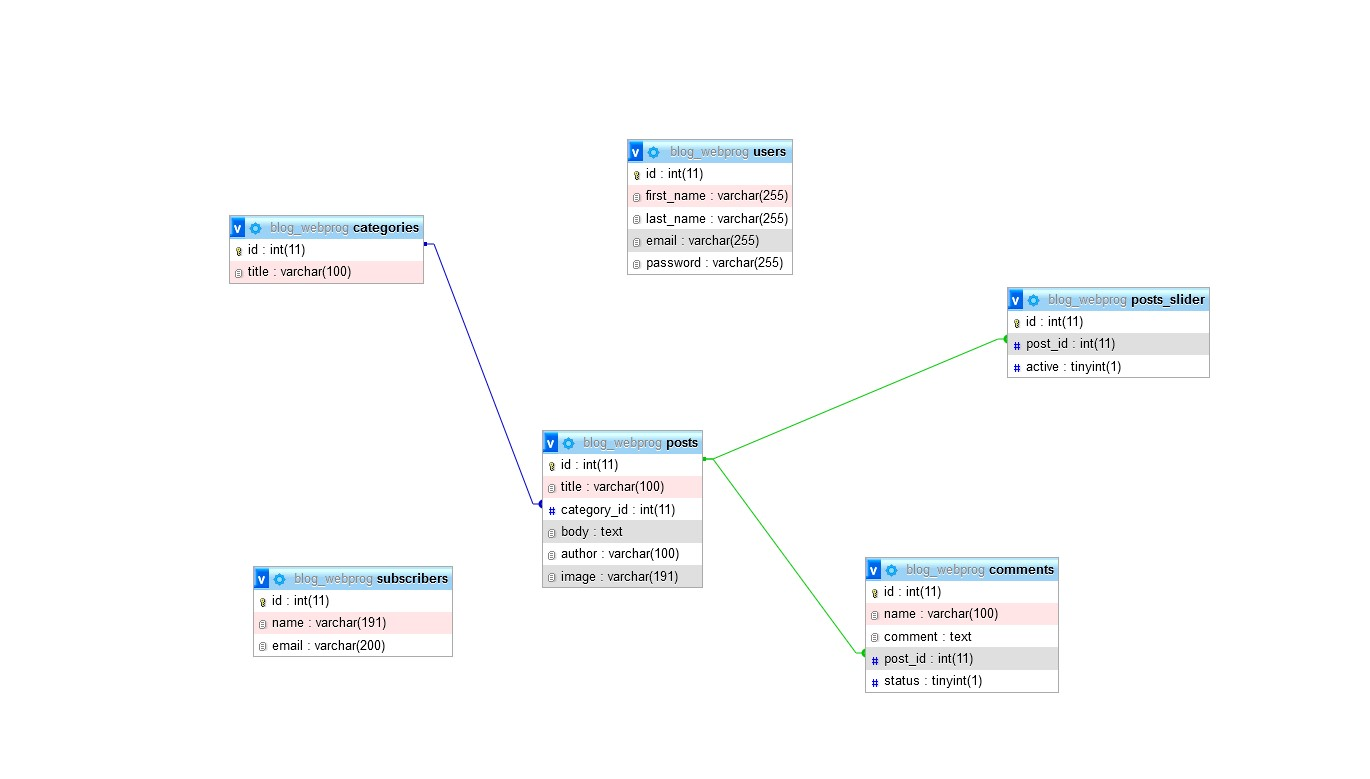 v blog_webprog users
id : int(11)
first_name : varchar(255)
last_name : varchar(255)
email : varchar(255)
password : varchar(255)
v blog_webprog categories
id : int(11)
title : varchar(100)
v blog_webprog posts_slider
id : int(11)
# post_id : int(11)
# active : tinyint(1)
v blog_webprog posts
id : int(11)
title : varchar(100)
# category_id : int(11)
body : text
author : varchar(100)
image : varchar(191)
v blog_webprog subscribers
id : int(11)
name : varchar(191)
email : varchar(200)
v blog_webprog comments
id : int(11)
name : varchar(100)
comment : text
# post_id : int(11)
# status : tinyint(1)